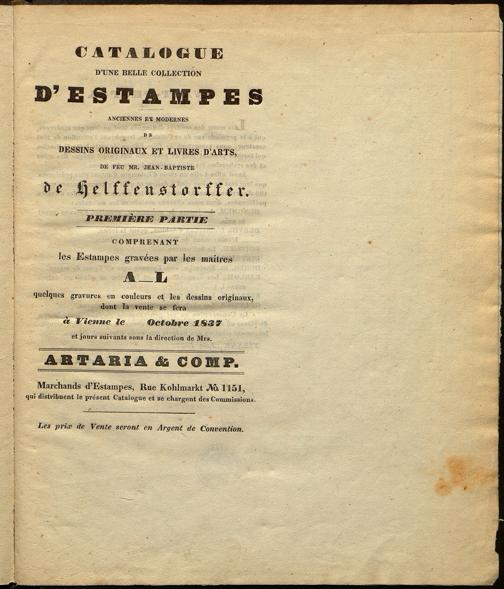 CATALOGUE
D'UNE BELLE COLLECTION
D'ESTAMPES
ANCIENNES ET MODERNES
DE
DESSINS ORIGINAUX ET LIVRES D'ARTS,
DE FEU MR. JEAN-BAPTISTE
de Helffenstorffer.
PREMIÈRE PARTIE
COMPRENANT
les Estampes gravées par les maîtres
A_L
quelques gravures en couleurs et les dessins originaux,
dont la vente se fera
à Vienne le Octobre 1837
et jours suivants sous la direction de Mrs.
ARTARIA & COMP.
Marchands d'Estampes, Rue Kohlmarkt No. 1151,
qui distribuent le présent Catalogue et se chargent des Commissions.
Les prix de Vente seront en Argent de Convention.